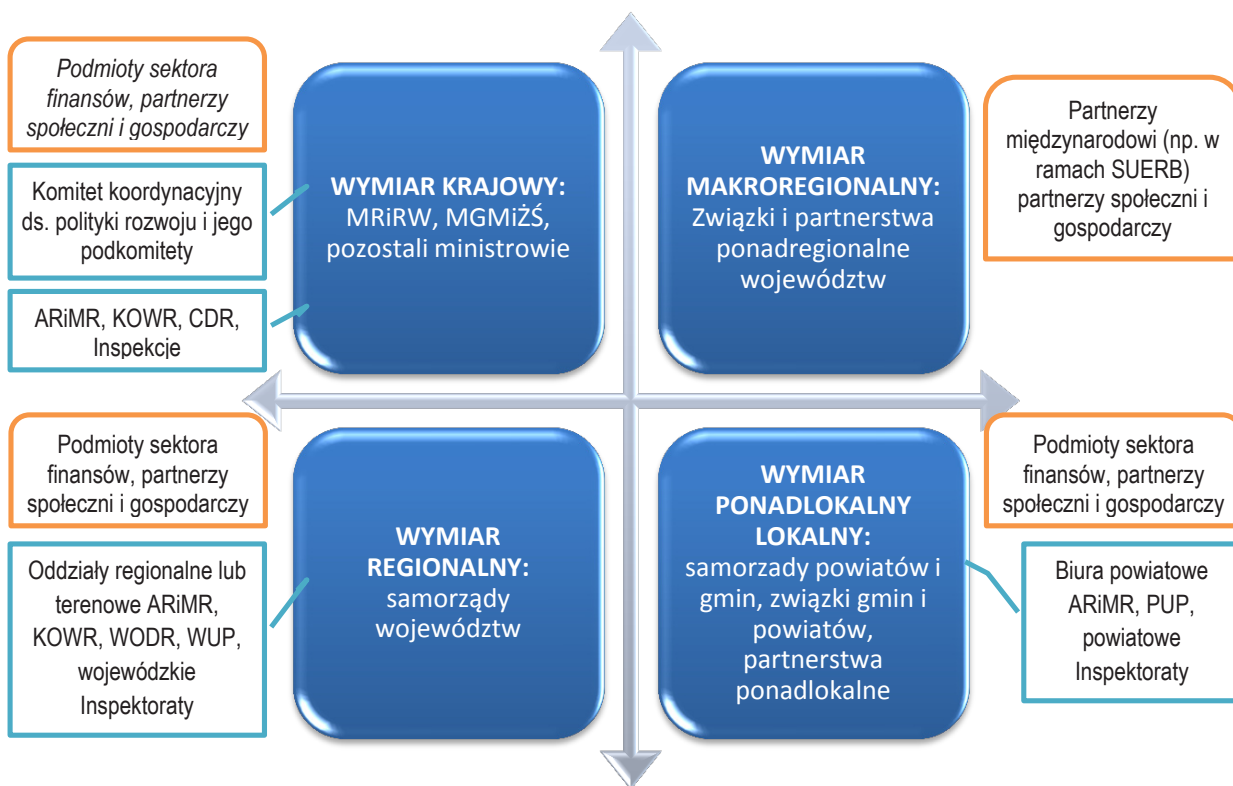 Podmioty sektora
finansów, partnerzy
społeczni i gospodarczy
Komitet koordynacyjny
ds. polityki rozwoju i jego
podkomitety
ARiMR, KOWR, CDR,
Inspekcje
WYMIAR KRAJOWY:
MRiRW, MGMiŻŚ,
pozostali ministrowie
WYMIAR
MAKROREGIONALNY:
Związki i partnerstwa
ponadregionalne
województw
Partnerzy
międzynarodowi (np. w
ramach SUERB)
partnerzy społeczni i
gospodarczy
Podmioty sektora
finansów, partnerzy
społeczni i gospodarczy
Oddziały regionalne lub
terenowe ARiMR,
KOWR, WODR, WUP,
wojewódzkie
Inspektoraty
WYMIAR
REGIONALNY:
samorządy
województw
WYMIAR
PONADLOKALNY
LOKALNY:
samorzady powiatów i
gmin, związki gmin i
powiatów,
partnerstwa
ponadlokalne
Podmioty sektora
finansów, partnerzy
społeczni i gospodarczy
Biura powiatowe
ARiMR, PUP,
powiatowe
Inspektoraty